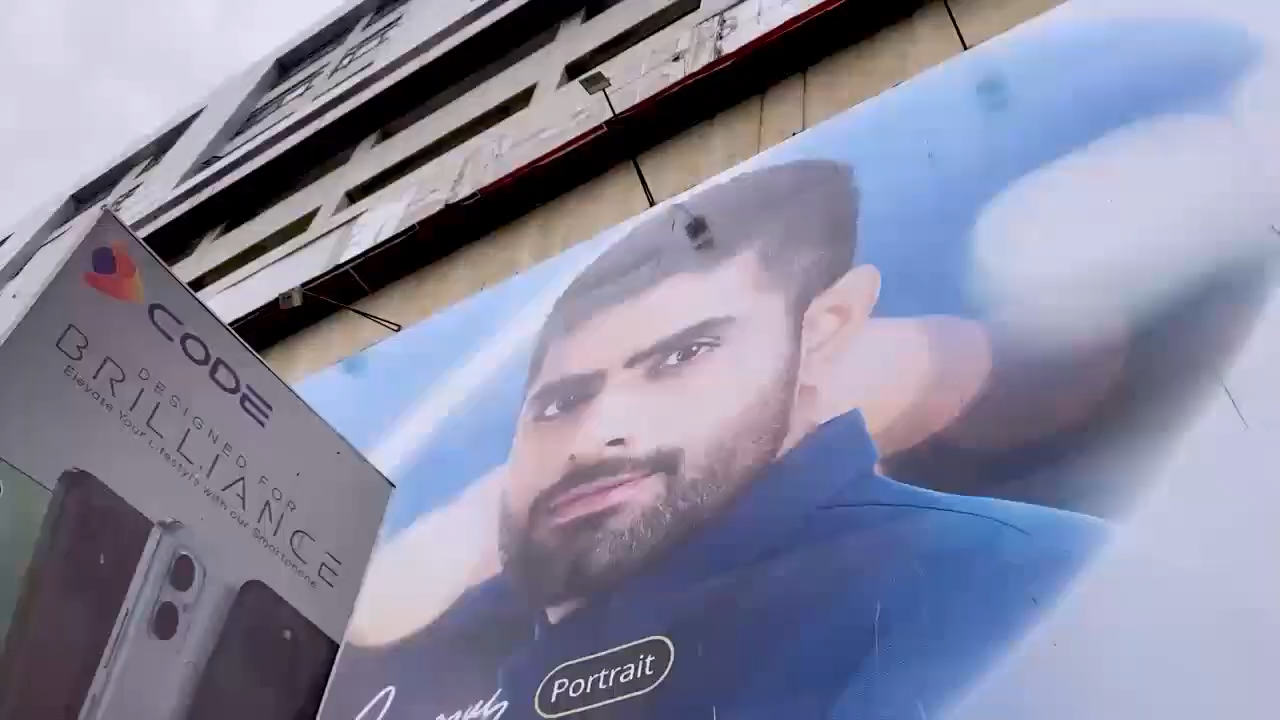 CODE
DESIGNED FOR
BRILLIANCE
Elevate Your Lifestyle with our Smartphone
Portrait